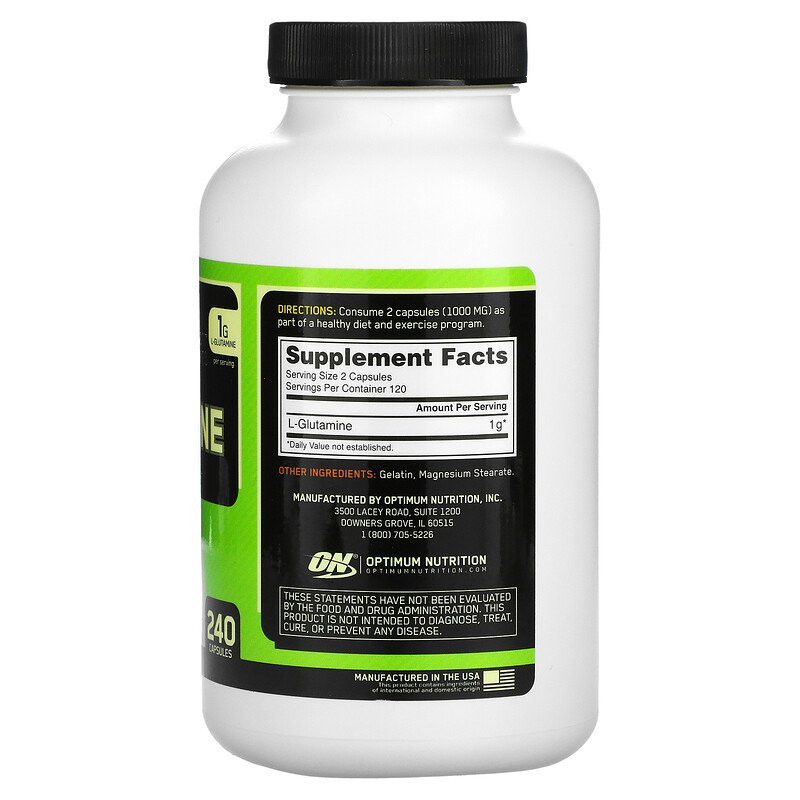 1G
L-GLUTAMINE
per serving
NE
240
CAPSULES
DIRECTIONS: Consume 2 capsules (1000 MG) as
part of a healthy diet and exercise program.
Supplement Facts
Serving Size 2 Capsules
Servings Per Container 120
Amount Per Serving
L-Glutamine 1g*
*Daily Value not established.
OTHER INGREDIENTS: Gelatin, Magnesium Stearate.
MANUFACTURED BY OPTIMUM NUTRITION, INC.
3500 LACEY ROAD, SUITE 1200
DOWNERS GROVE, IL 60515
1 (800) 705-5226
ON® OPTIMUM NUTRITION
OPTIMUMNUTRITION.COM
THESE STATEMENTS HAVE NOT BEEN EVALUATED
BY THE FOOD AND DRUG ADMINISTRATION. THIS
PRODUCT IS NOT INTENDED TO DIAGNOSE, TREAT,
CURE, OR PREVENT ANY DISEASE.
MANUFACTURED IN THE USA
This product contains ingredients
of international and domestic origin